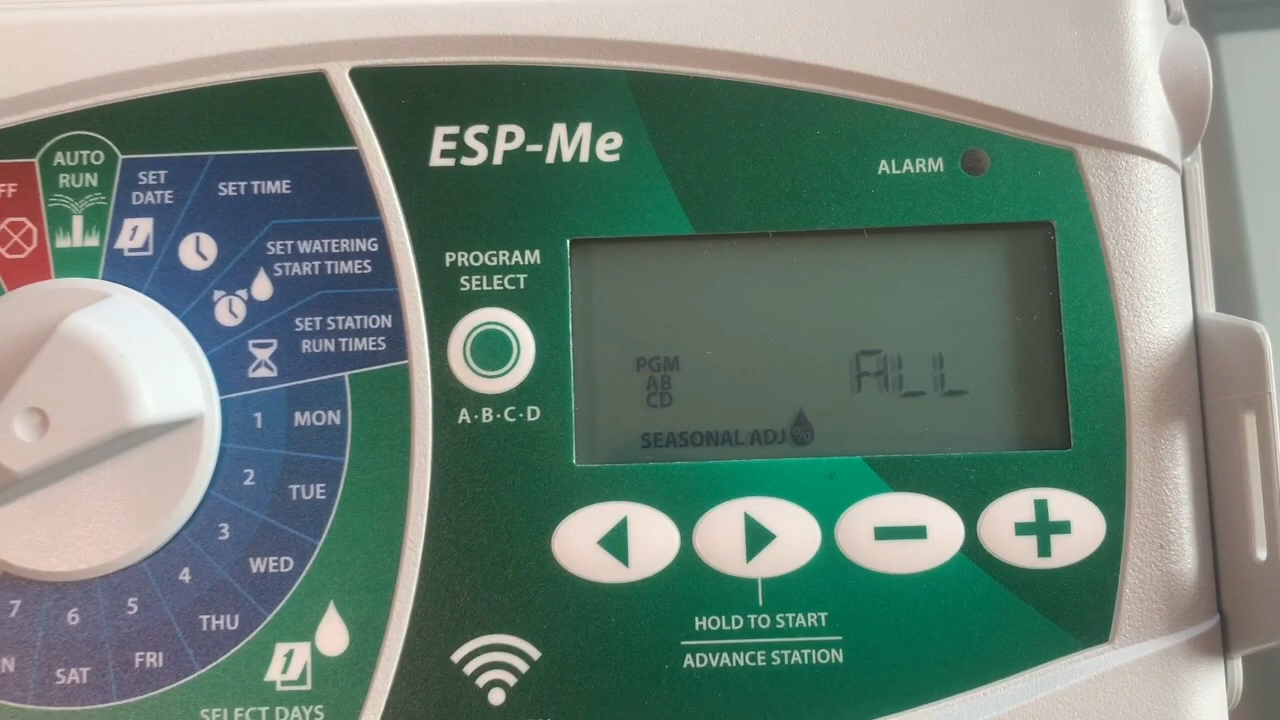 FF
AUTO
RUN
SET
DATE
1
SET TIME
SET WATERING
START TIMES
SET STATION
RUN TIMES
1 MON
2 TUE
3 WED
4 THU
5 FRI
6 SAT
7 N
1
SELECT DAYS
ESP-Me
ALARM
PROGRAM
SELECT
A·B·C·D
PGM
AB
CD
ALL
SEASONAL ADJ %
HOLD TO START
ADVANCE STATION